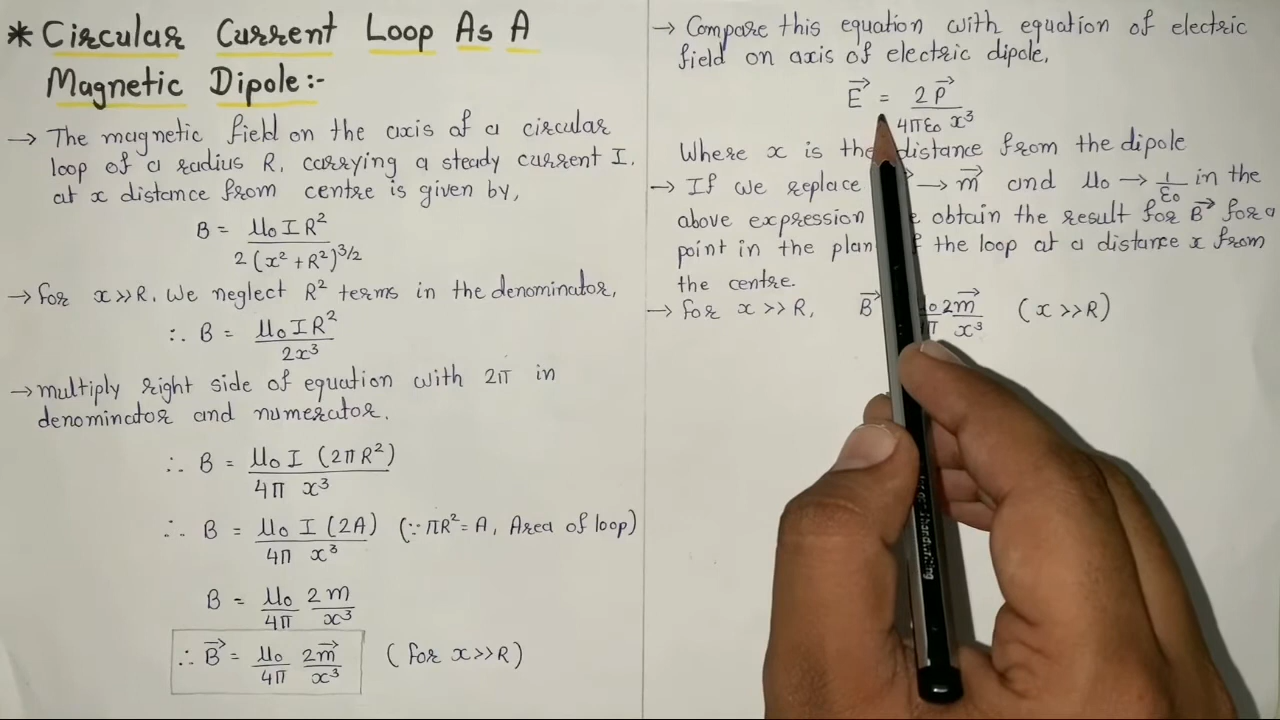 * Circular Current Loop As A
Magnetic Dipole:-
→ The magnetic field on the axis of a circular
loop of a radius R, carrying a steady current I.
at x distance from centre is given by,
B = μ₀ I R² / 2 (x² + R²)^3/2
→ for x >> R. We neglect R² terms in the denominator,
∴ B = μ₀ I R² / 2x³
→ multiply right side of equation with 2π in
denominator and numerator.
∴ B = μ₀ I (2πR²) / 4π x³
∴ B = μ₀ I (2A) / 4π x³ (∵ πR² = A, Area of loop)
B = μ₀/4π 2m/x³
∴ B⃗ = μ₀/4π 2m⃗/x³ (for x>>R)
→ Compare this equation with equation of electric
field on axis of electric dipole,
E⃗ = 2P⃗ / 4πε₀ x³
Where x is the distance from the dipole
→ If we replace → m⃗ and μ₀ → 1/ε₀ in the
above expression obtain the result for B⃗ for a
point in the plan the loop at a distance x from
the centre.
→ for x >> R, B⃗ 2m⃗/x³ (x >> R)